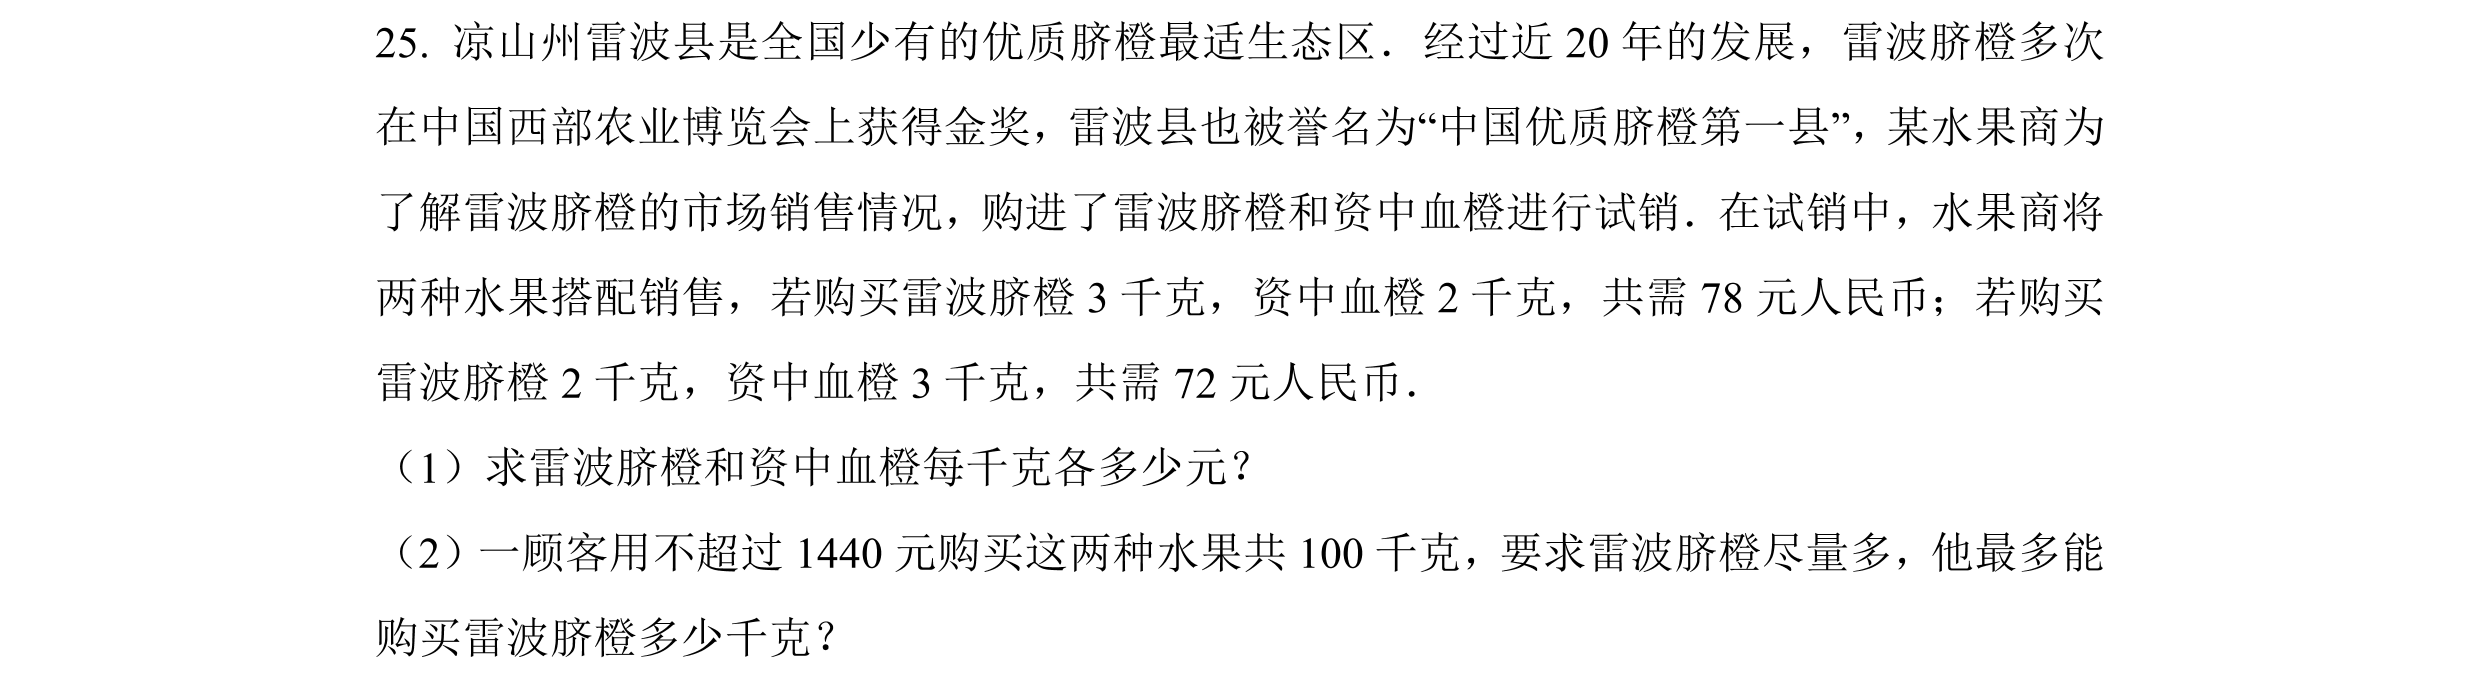 25. 凉山州雷波县是全国少有的优质脐橙最适生态区．经过近 20 年的发展，雷波脐橙多次
在中国西部农业博览会上获得金奖，雷波县也被誉名为“中国优质脐橙第一县”，某水果商为
了解雷波脐橙的市场销售情况，购进了雷波脐橙和资中血橙进行试销．在试销中，水果商将
两种水果搭配销售，若购买雷波脐橙 3 千克，资中血橙 2 千克，共需 78 元人民币；若购买
雷波脐橙 2 千克，资中血橙 3 千克，共需 72 元人民币．
（1）求雷波脐橙和资中血橙每千克各多少元？
（2）一顾客用不超过 1440 元购买这两种水果共 100 千克，要求雷波脐橙尽量多，他最多能
购买雷波脐橙多少千克？